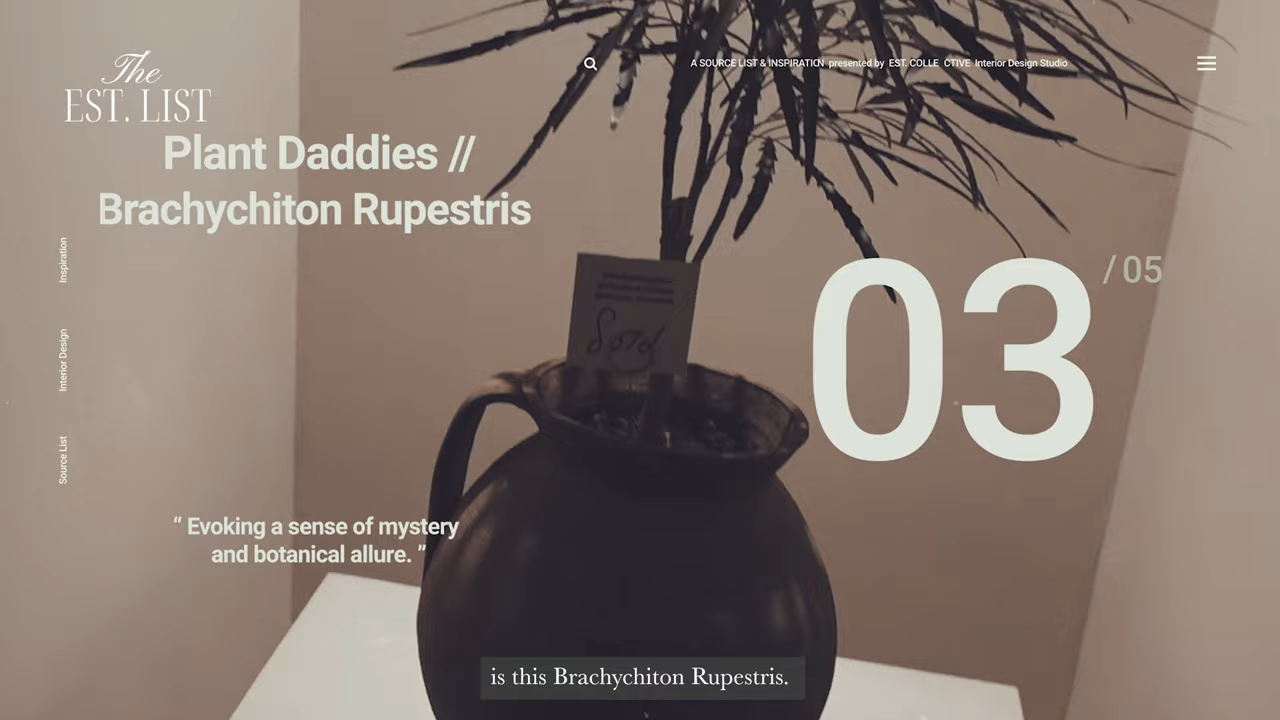 The
EST. LIST
A SOURCE LIST & INSPIRATION presented by EST. COLLE CTIVE Interior Design Studio
Plant Daddies //
Brachychiton Rupestris
Inspiration
Interior Design
Source List
03
/ 05
Sold
“ Evoking a sense of mystery
and botanical allure. ”
is this Brachychiton Rupestris.